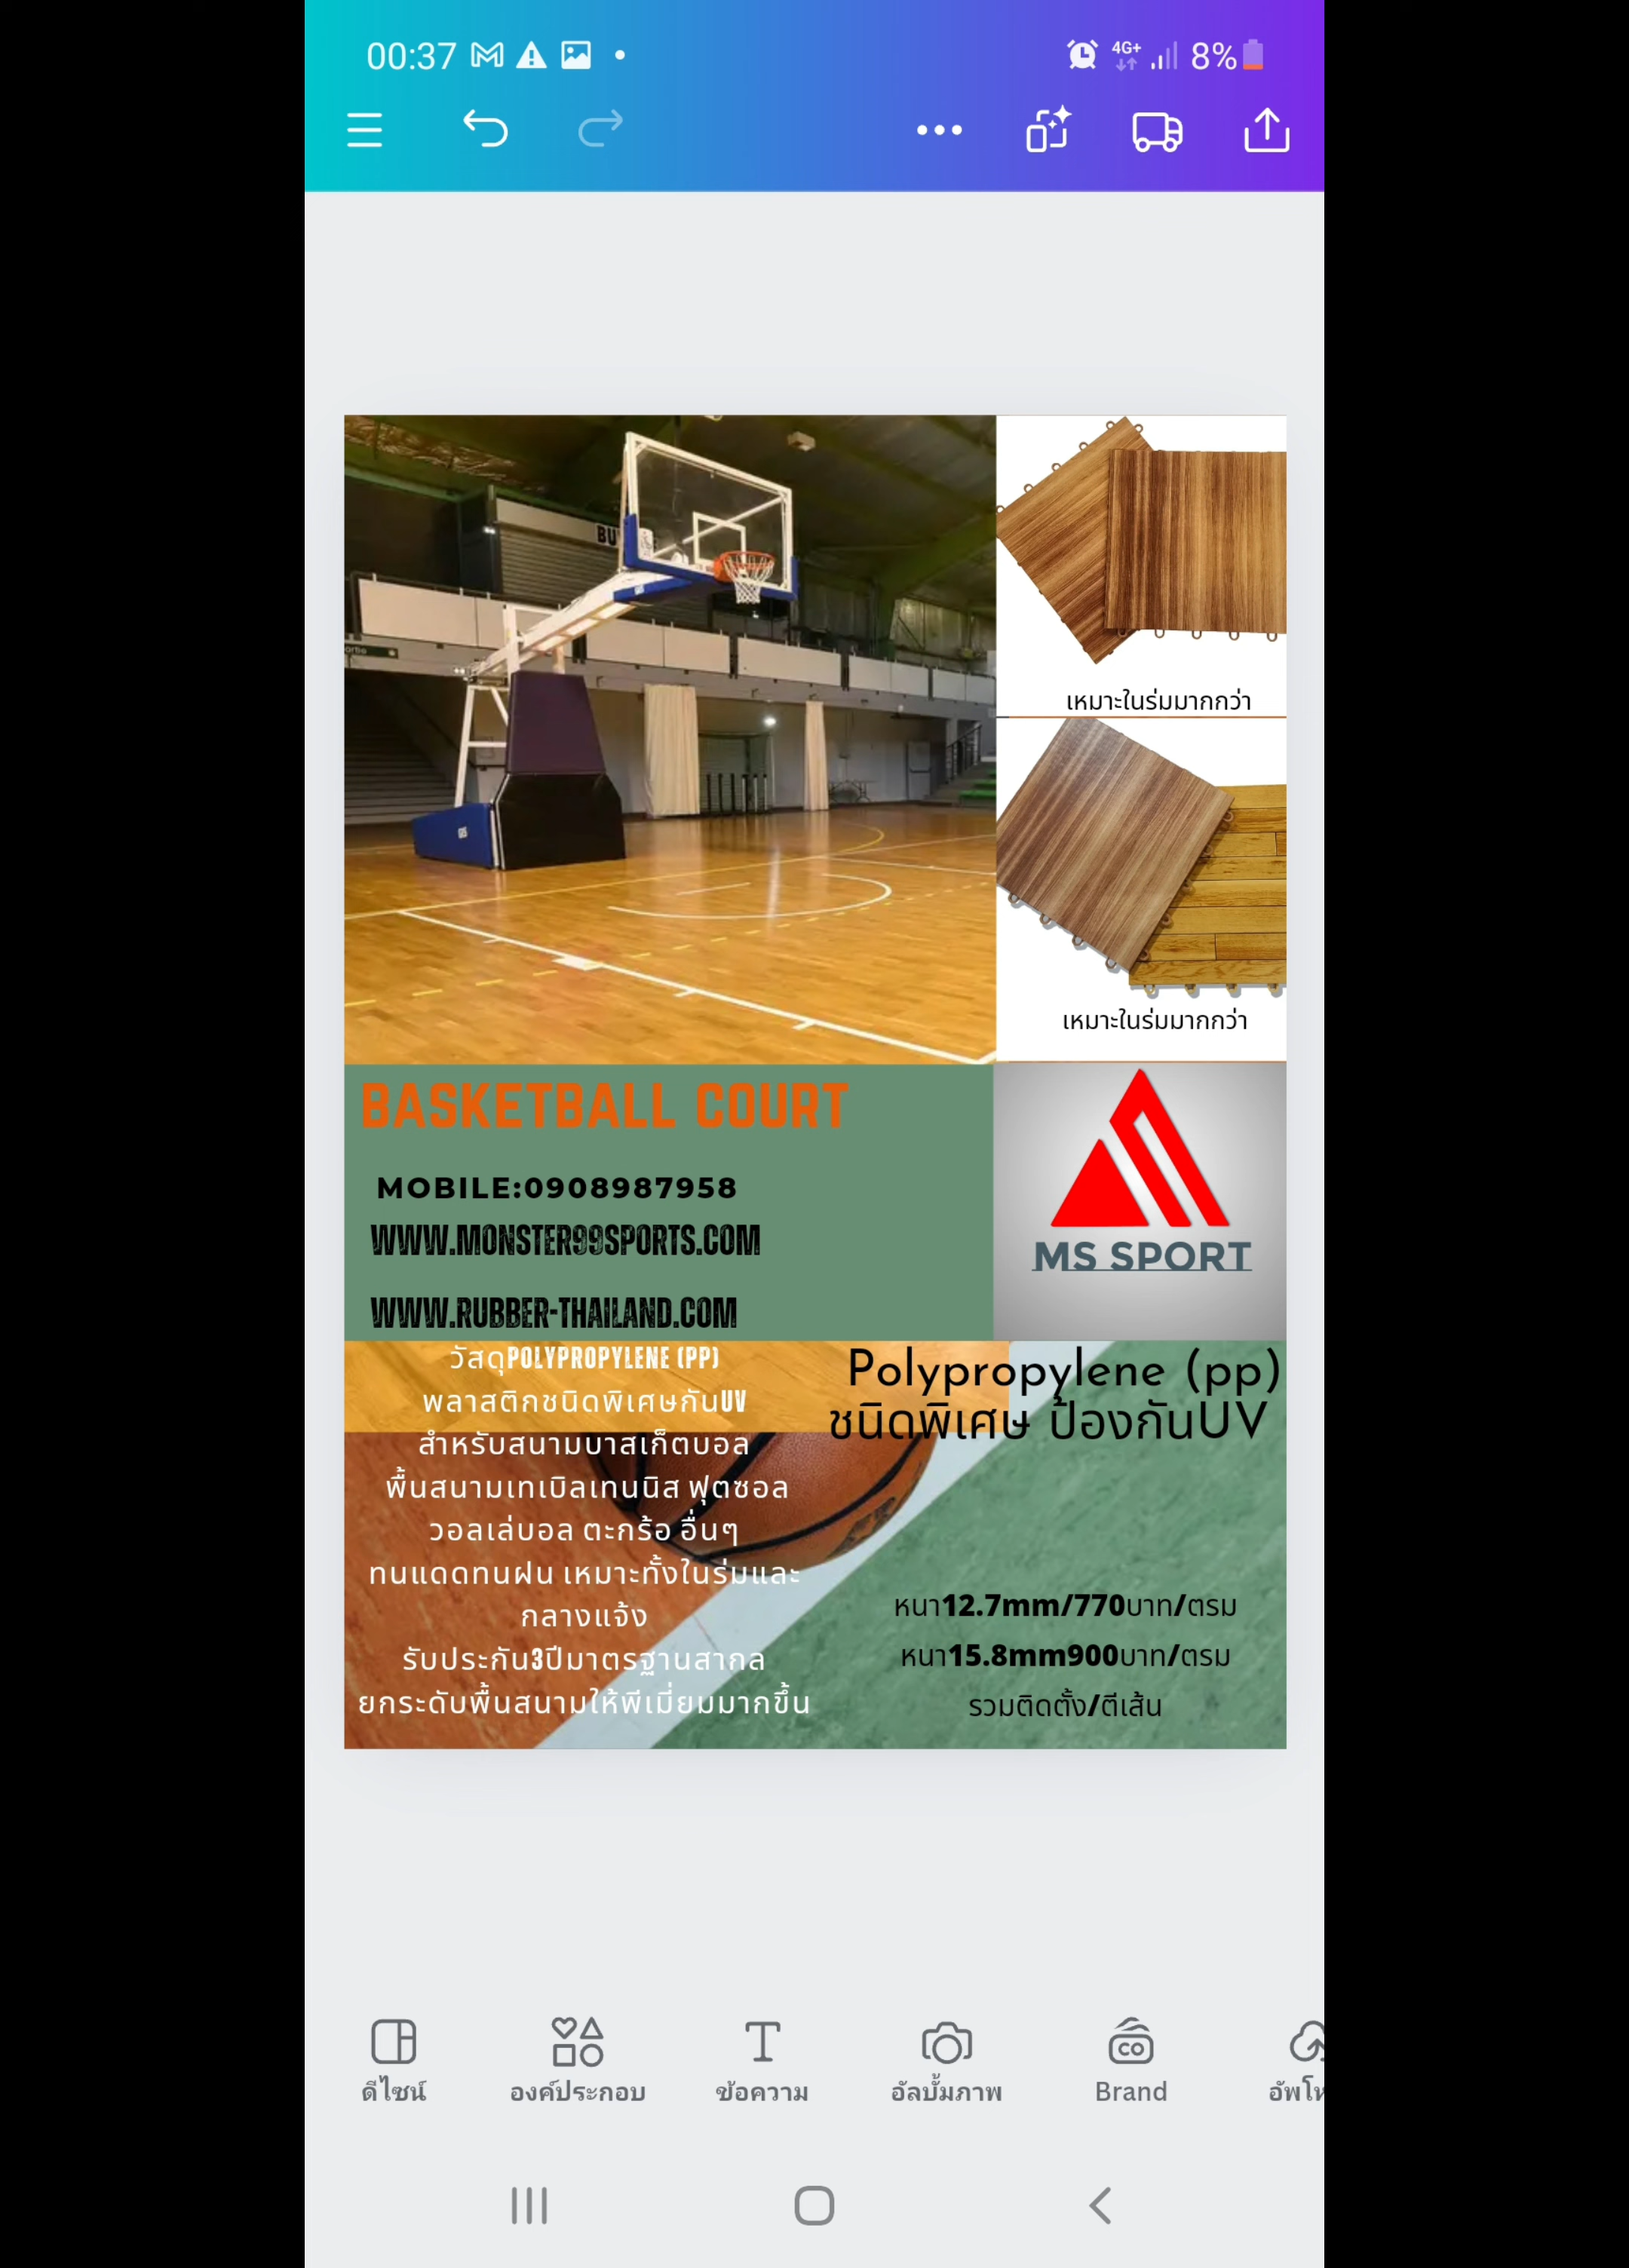 00:37
4G+
8%
เหมาะในร่มมากกว่า
เหมาะในร่มมากกว่า
BASKETBALL COURT
MOBILE:0908987958
WWW.MONSTER99SPORTS.COM
WWW.RUBBER-THAILAND.COM
MS SPORT
วัสดุPOLYPROPYLENE (PP)
พลาสติกชนิดพิเศษกันUV
สำหรับสนามบาสเก็ตบอล
พื้นสนามเทเบิลเทนนิส ฟุตซอล
วอลเล่บอล ตะกร้อ อื่นๆ
ทนแดดทนฝน เหมาะทั้งในร่มและ
กลางแจ้ง
รับประกัน3ปีมาตรฐานสากล
ยกระดับพื้นสนามให้พีเมี่ยมมากขึ้น
Polypropylene (pp)
ชนิดพิเศษ ป้องกันUV
หนา12.7mm/770บาท/ตรม
หนา15.8mm900บาท/ตรม
รวมติดตั้ง/ตีเส้น
ดีไซน์
องค์ประกอบ
ข้อความ
อัลบั้มภาพ
Brand